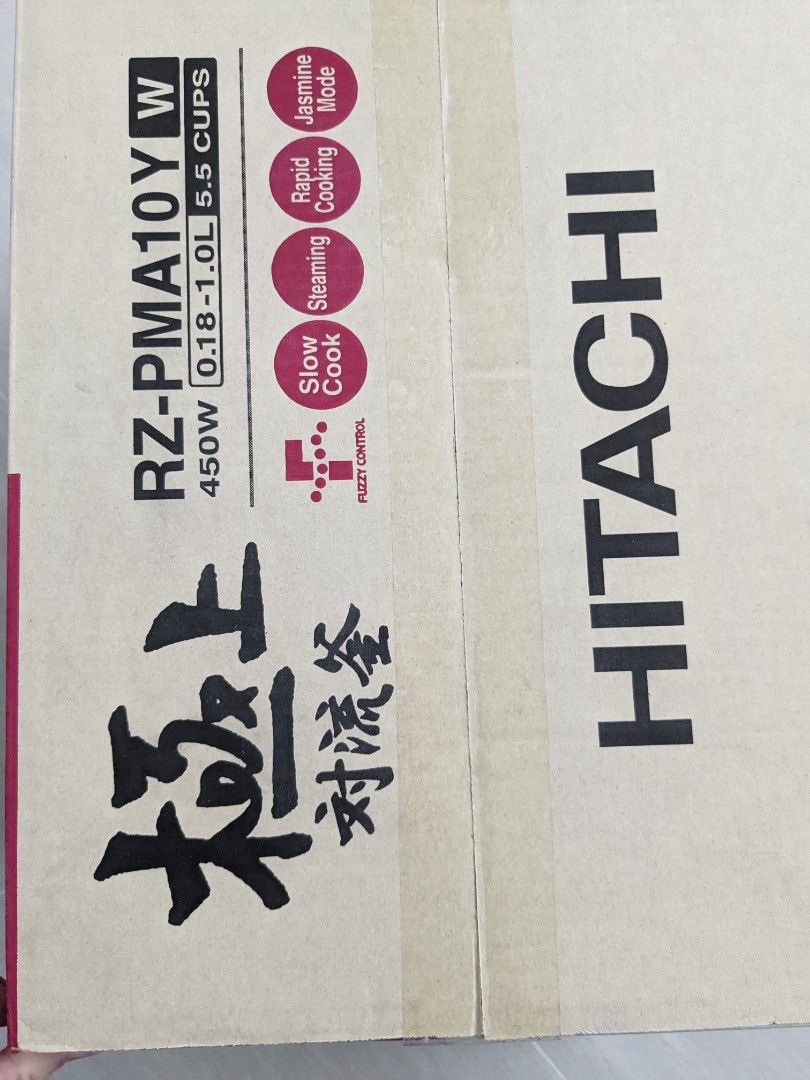 極上
対流釜
RZ-PMA10Y W
450W 0.18-1.0L 5.5 CUPS
FUZZY CONTROL
Slow Cook
Steaming
Rapid Cooking
Jasmine Mode
HITACHI